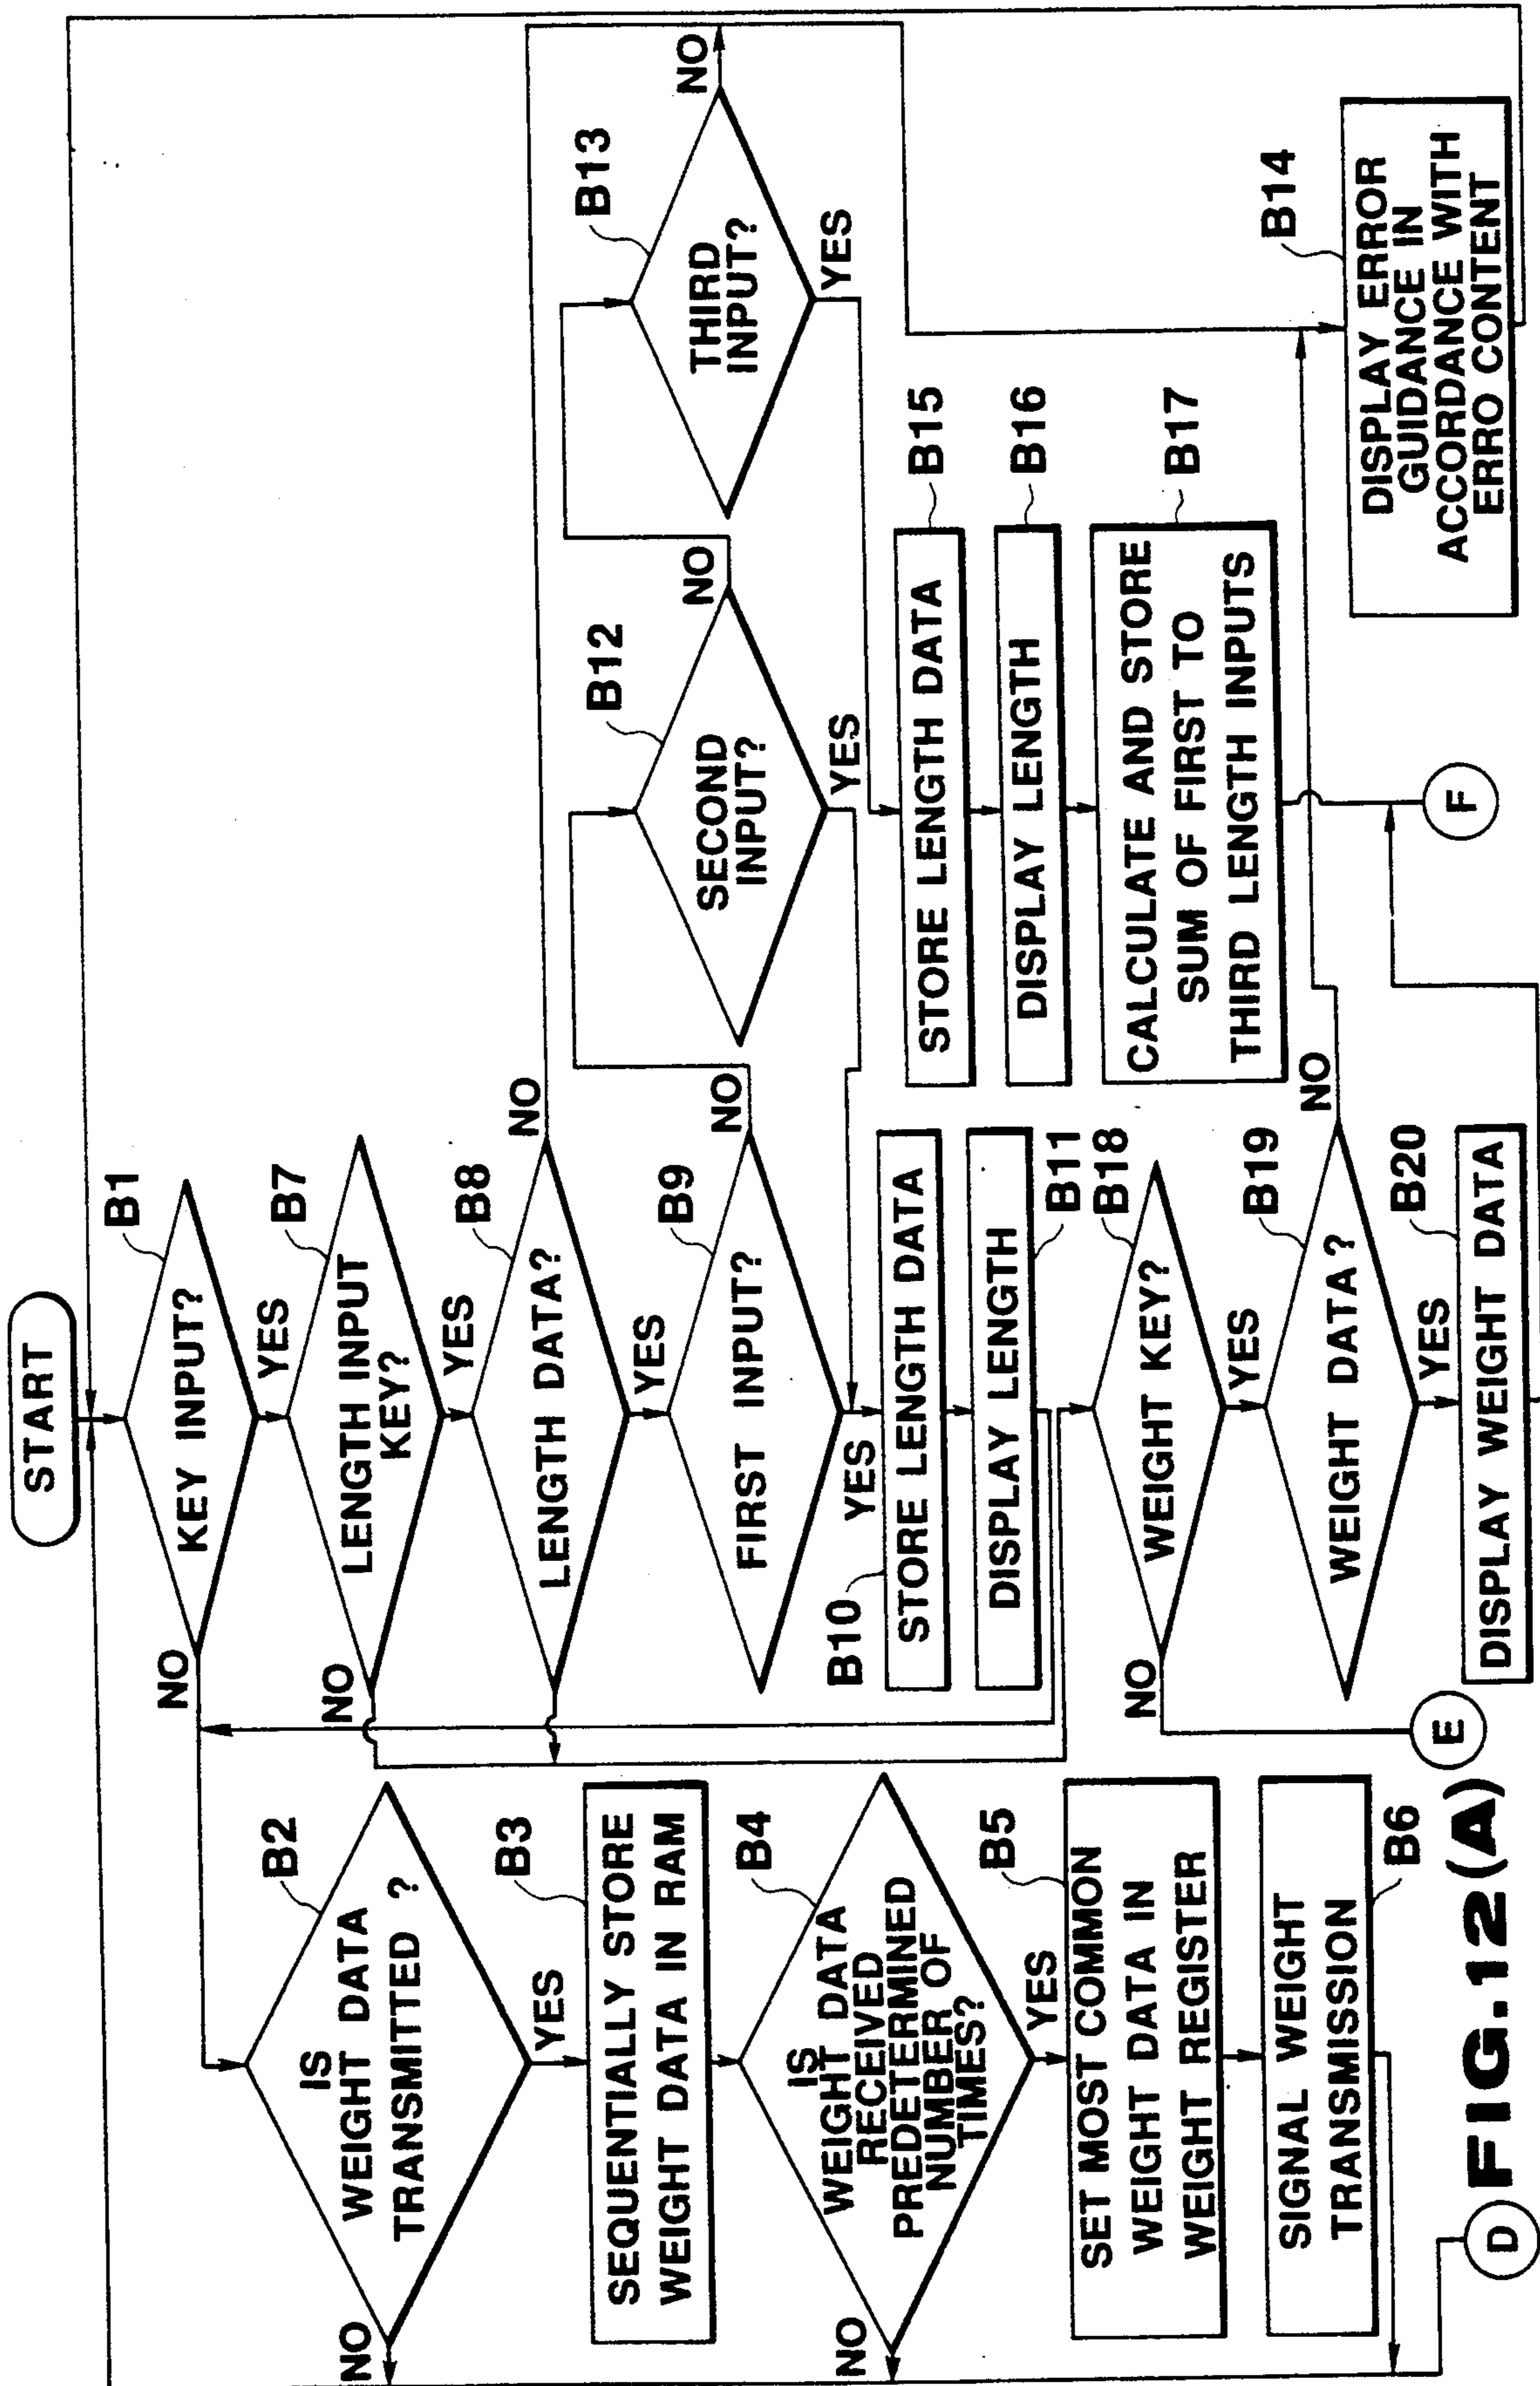 START
B1
KEY INPUT?
NO
YES
B7
LENGTH INPUT
KEY?
NO
YES
B8
LENGTH DATA?
NO
YES
B9
FIRST INPUT?
NO
YES
B10
STORE LENGTH DATA
DISPLAY LENGTH
B11
B12
SECOND
INPUT?
NO
YES
B13
THIRD
INPUT?
NO
YES
B15
STORE LENGTH DATA
B16
DISPLAY LENGTH
B17
CALCULATE AND STORE
SUM OF FIRST TO
THIRD LENGTH INPUTS
F
B14
DISPLAY ERROR
GUIDANCE IN
ACCORDANCE WITH
ERRO CONTENT
B18
WEIGHT KEY?
NO
YES
E
B19
WEIGHT DATA?
NO
YES
B20
DISPLAY WEIGHT DATA
B2
IS
WEIGHT DATA
TRANSMITTED ?
NO
YES
B3
SEQUENTIALLY STORE
WEIGHT DATA IN RAM
B4
IS
WEIGHT DATA
RECEIVED
PREDETERMINED
NUMBER OF
TIMES?
NO
YES
B5
SET MOST COMMON
WEIGHT DATA IN
WEIGHT REGISTER
SIGNAL WEIGHT
TRANSMISSION
B6
D
FIG.12(A)